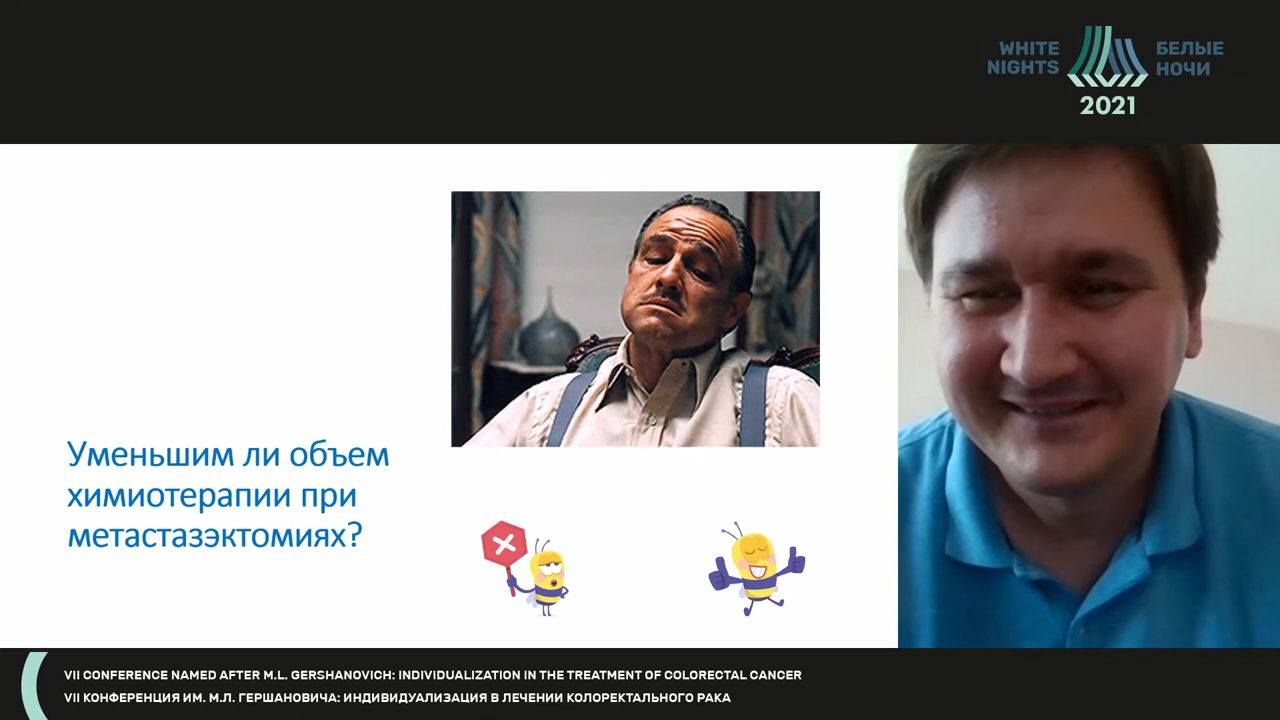 WHITE
NIGHTS
БЕЛЫЕ
НОЧИ
2021
Уменьшим ли объем
химиотерапии при
метастазэктомиях?
VII CONFERENCE NAMED AFTER M.L. GERSHANOVICH: INDIVIDUALIZATION IN THE TREATMENT OF COLORECTAL CANCER
VII КОНФЕРЕНЦИЯ ИМ. М.Л. ГЕРШАНОВИЧА: ИНДИВИДУАЛИЗАЦИЯ В ЛЕЧЕНИИ КОЛОРЕКТАЛЬНОГО РАКА